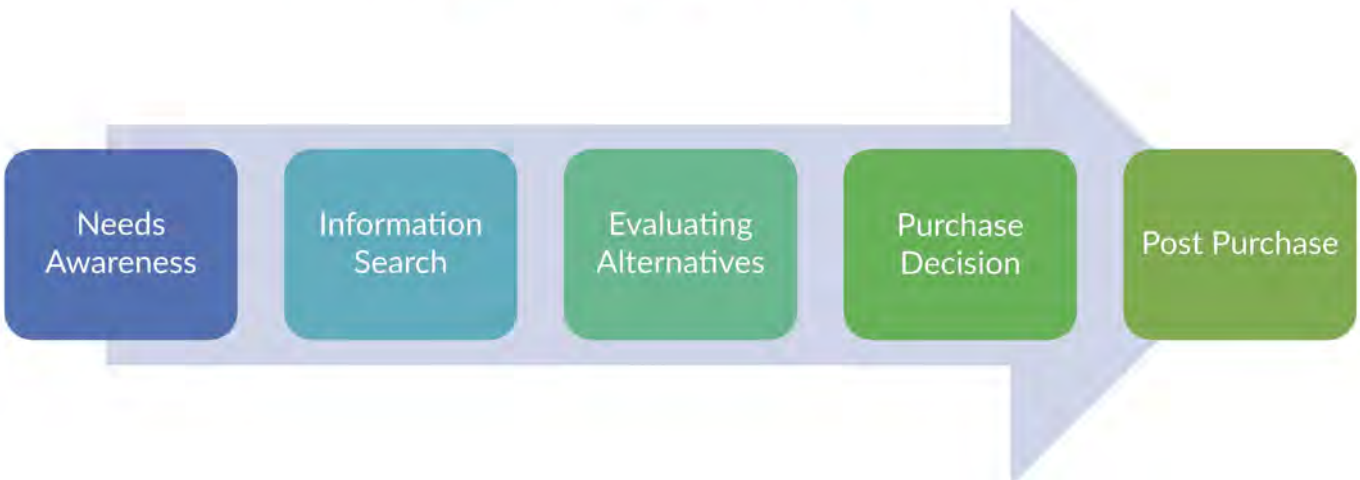 Needs
Awareness
Information
Search
Evaluating
Alternatives
Purchase
Decision
Post Purchase